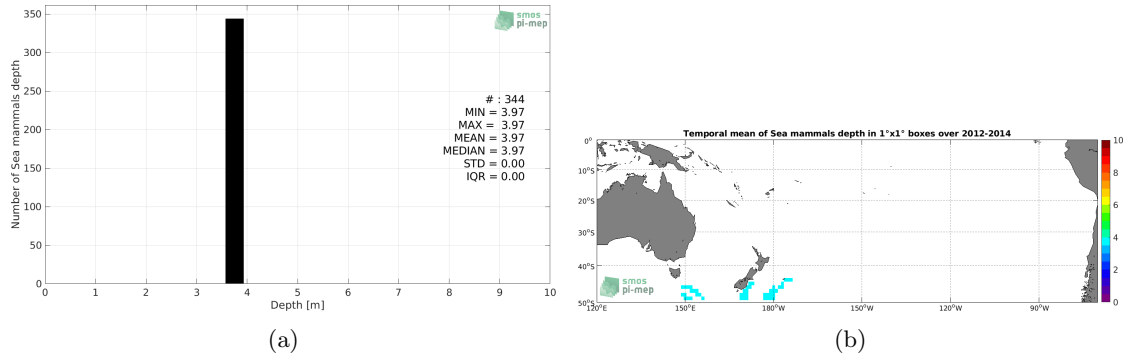 smos
pi-mep
350
300
250
200
150
100
50
0
Number of Sea mammals depth
# : 344
MIN = 3.97
MAX = 3.97
MEAN = 3.97
MEDIAN = 3.97
STD = 0.00
IQR = 0.00
0 1 2 3 4 5 6 7 8 9 10
Depth [m]
(a)
Temporal mean of Sea mammals depth in 1°x1° boxes over 2012-2014
0°
10°S
20°S
30°S
40°S
50°S
120°E 150°E 180°W 150°W 120°W 90°W
smos
pi-mep
10
8
6
4
2
0
(b)